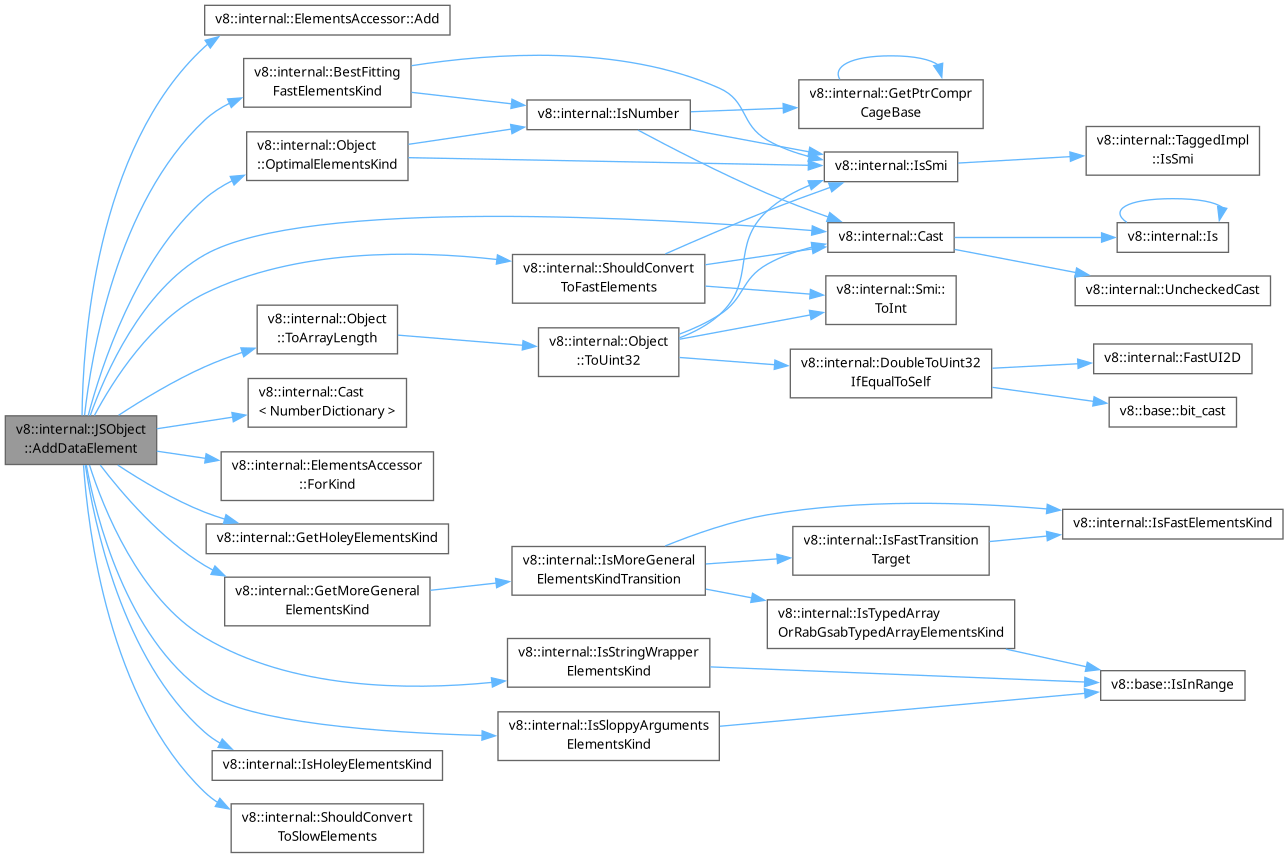 v8::internal::JSObject
::AddDataElement
v8::internal::ElementsAccessor::Add
v8::internal::BestFitting
FastElementsKind
v8::internal::Object
::OptimalElementsKind
v8::internal::IsNumber
v8::internal::GetPtrCompr
CageBase
v8::internal::IsSmi
v8::internal::TaggedImpl
::IsSmi
v8::internal::Cast
v8::internal::Is
v8::internal::UncheckedCast
v8::internal::ShouldConvert
ToFastElements
v8::internal::Smi::
ToInt
v8::internal::Object
::ToArrayLength
v8::internal::Object
::ToUint32
v8::internal::DoubleToUint32
IfEqualToSelf
v8::internal::FastUI2D
v8::base::bit_cast
v8::internal::Cast
< NumberDictionary >
v8::internal::ElementsAccessor
::ForKind
v8::internal::GetHoleyElementsKind
v8::internal::GetMoreGeneral
ElementsKind
v8::internal::IsMoreGeneral
ElementsKindTransition
v8::internal::IsFastElementsKind
v8::internal::IsFastTransition
Target
v8::internal::IsTypedArray
OrRabGsabTypedArrayElementsKind
v8::internal::IsStringWrapper
ElementsKind
v8::base::IsInRange
v8::internal::IsSloppyArguments
ElementsKind
v8::internal::IsHoleyElementsKind
v8::internal::ShouldConvert
ToSlowElements